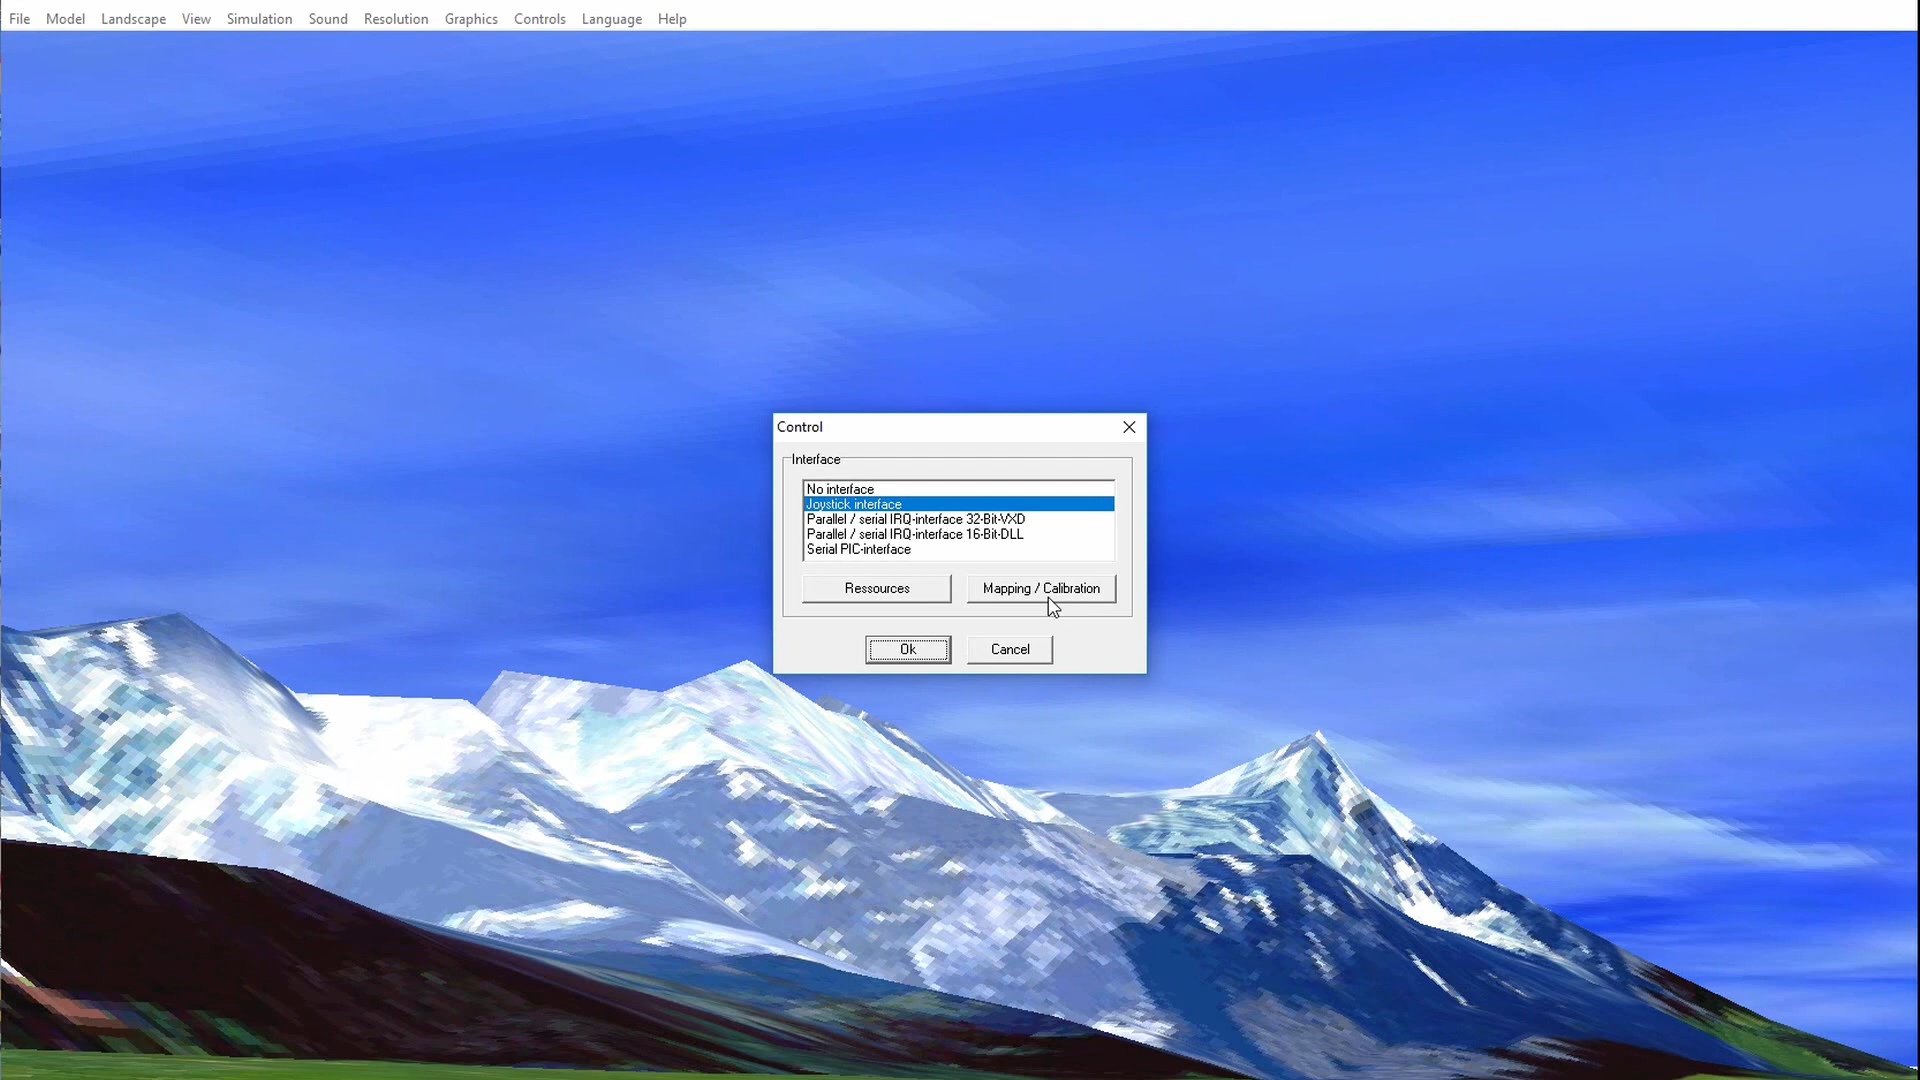 File Model Landscape View Simulation Sound Resolution Graphics Controls Language Help
Control
Interface
No interface
Joystick interface
Parallel / serial IRQ-interface 32-Bit-VXD
Parallel / serial IRQ-interface 16-Bit-DLL
Serial PIC-interface
Ressources Mapping / Calibration
Ok Cancel